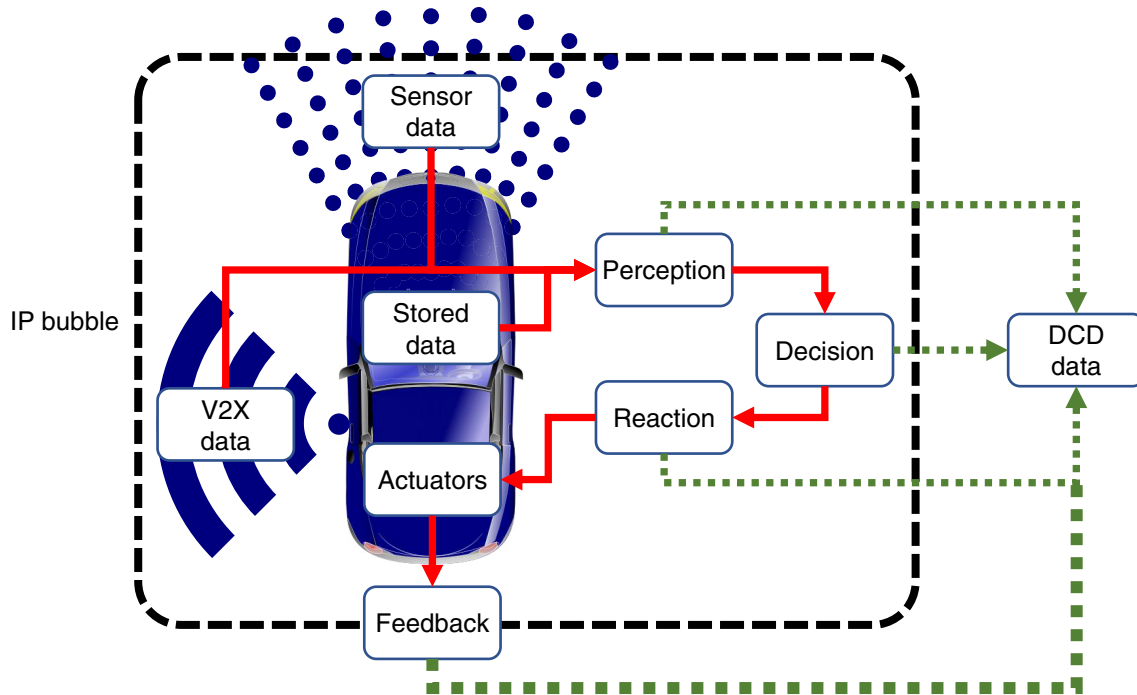 Sensor
data
Perception
IP bubble
Stored
data
Decision
DCD
data
V2X
data
Reaction
Actuators
Feedback